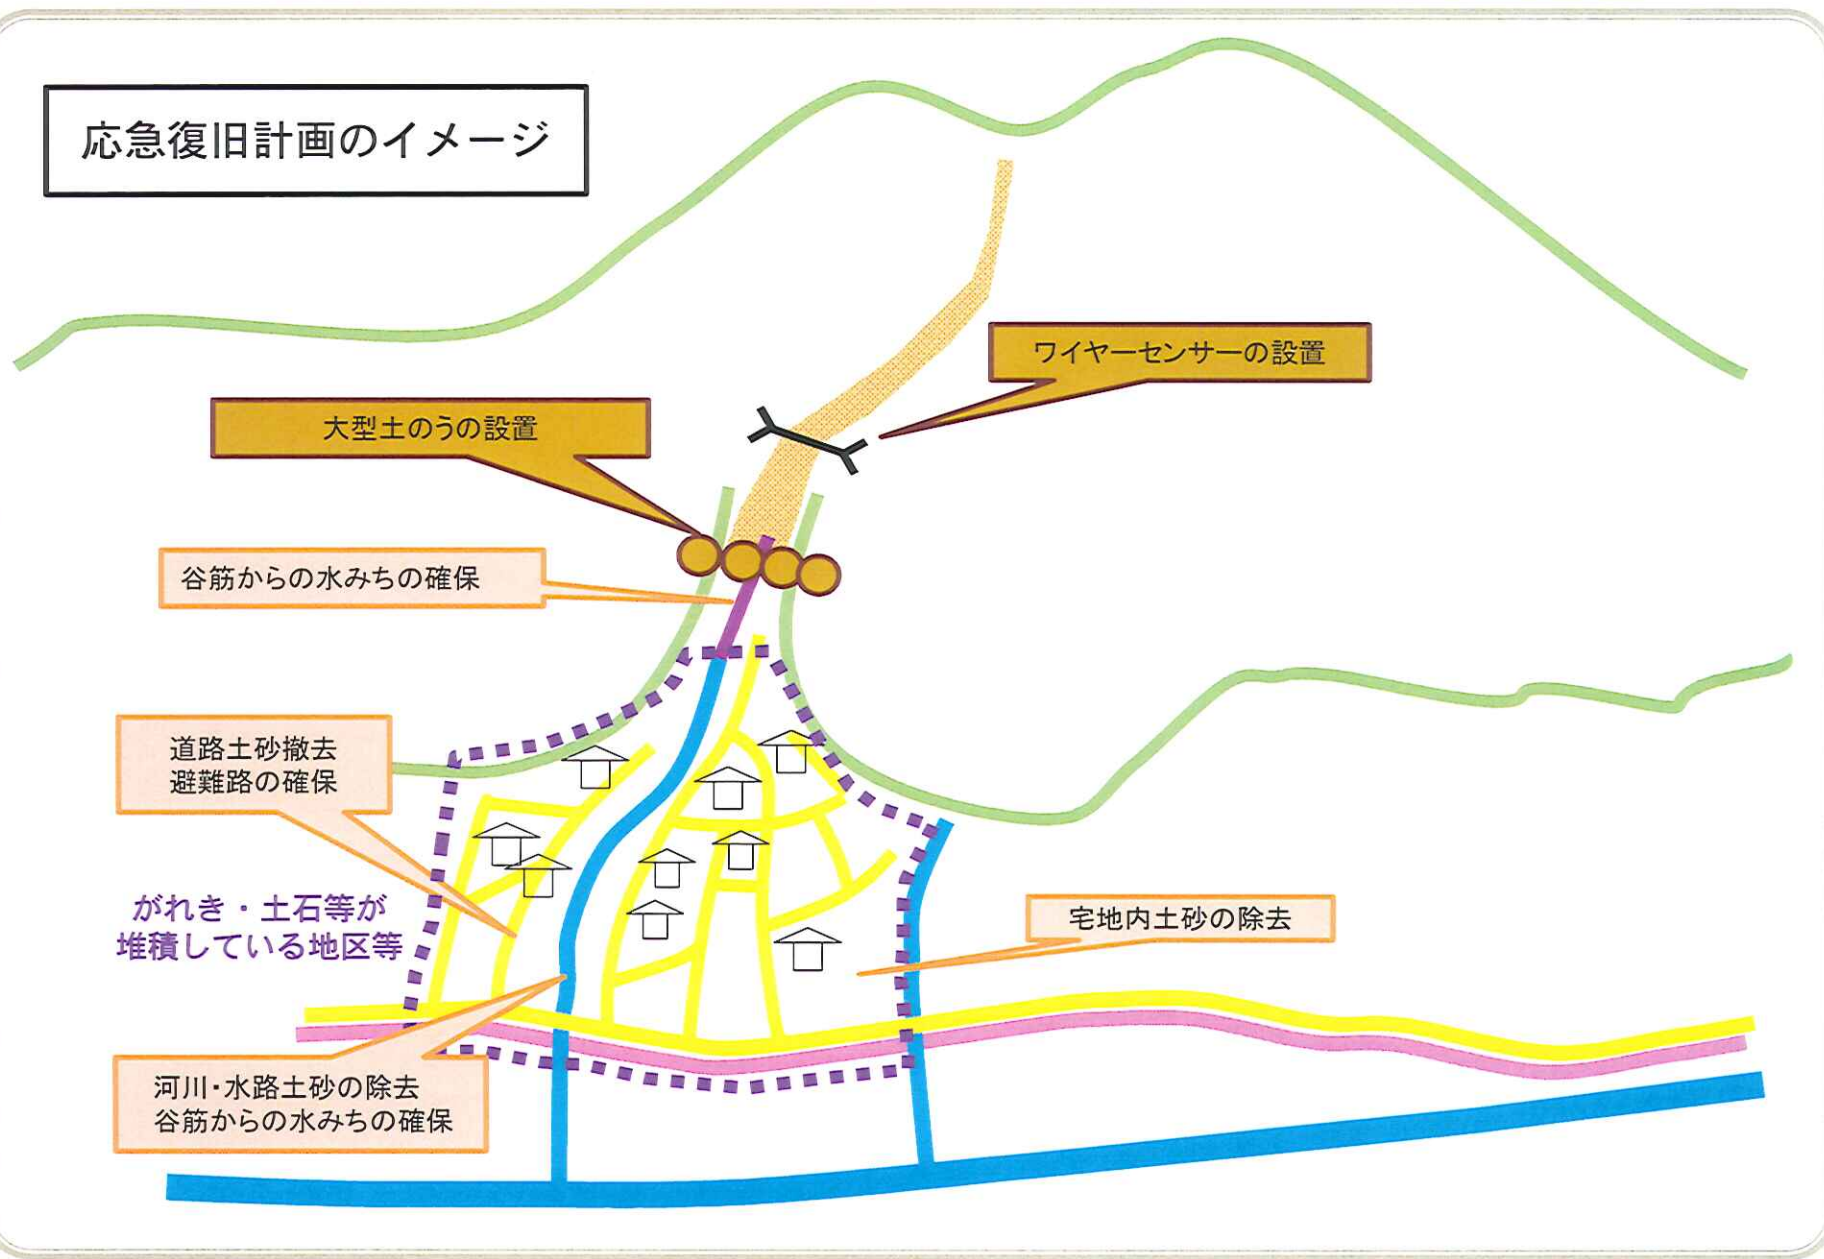 応急復旧計画のイメージ
ワイヤーセンサーの設置
大型土のうの設置
谷筋からの水みちの確保
道路土砂撤去
避難路の確保
がれき・土石等が
堆積している地区等
宅地内土砂の除去
河川・水路土砂の除去
谷筋からの水みちの確保